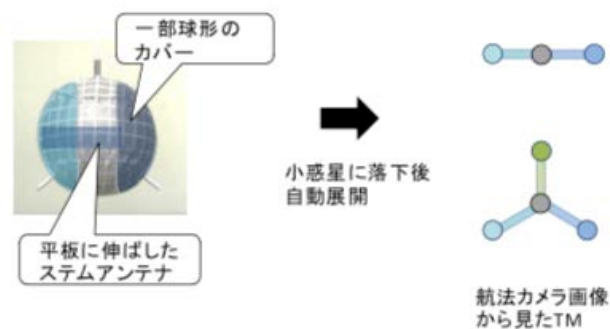 一部球形の
カバー
平板に伸ばした
ステムアンテナ
小惑星に落下後
自動展開
航法カメラ画像
から見たTM